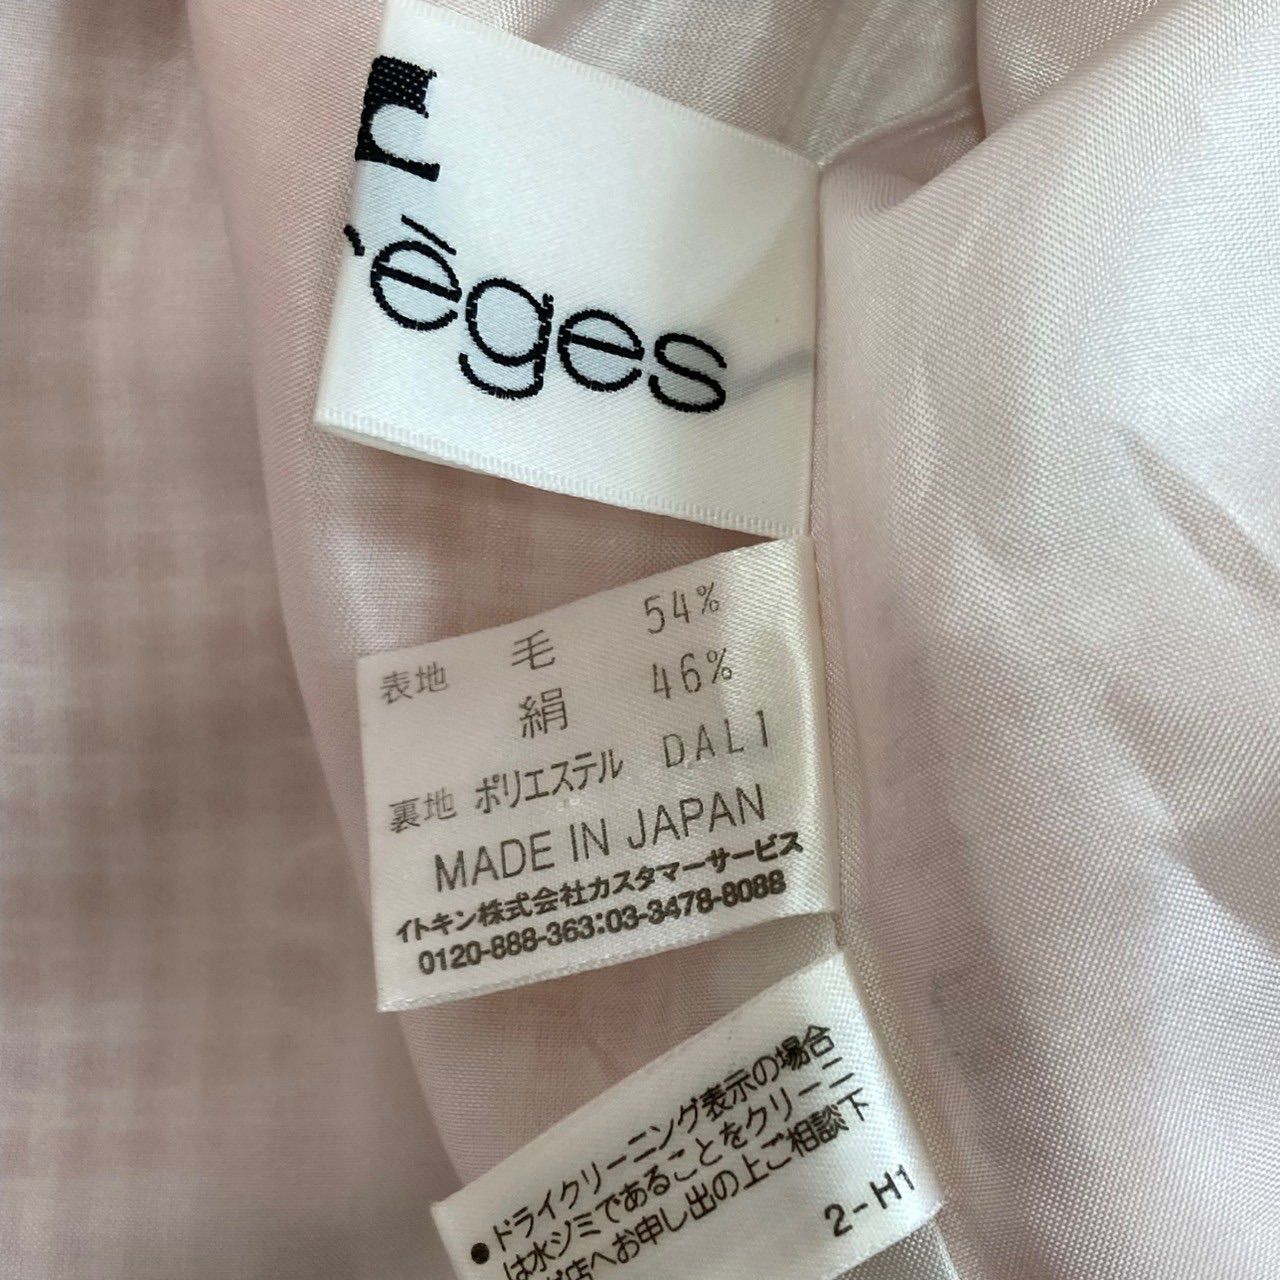 èges
表地 毛 54%
絹 46%
裏地 ポリエステル DALI
MADE IN JAPAN
イトキン株式会社カスタマーサービス
0120-888-363:03-3478-8088
●ドライクリーニング表示の場合
は水ジミであることをクリーニ
店へお申し出の上ご相談下
2-H1